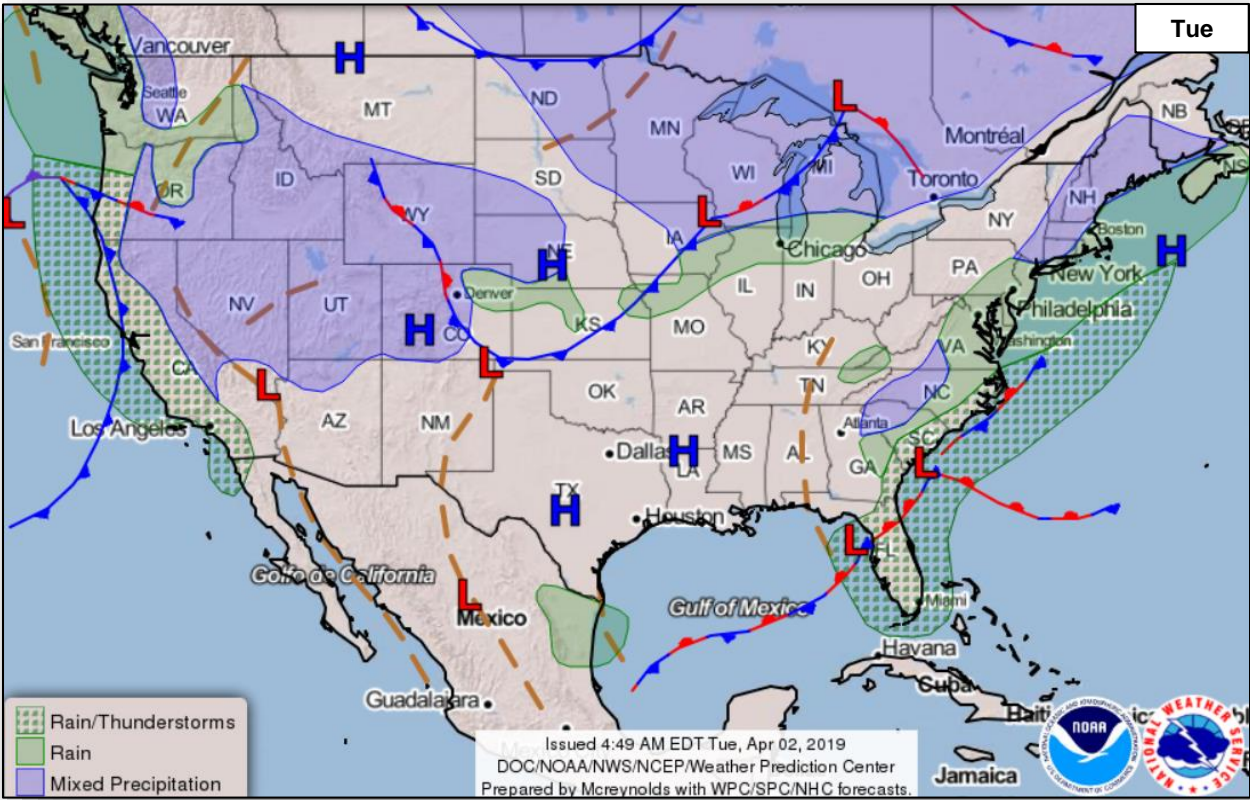 Tue
Vancouver
H
Seattle
WA
MT
ND
MN
L
Montréal
NB
NS
OR
ID
SD
WI
MI
Toronto
NH
Boston
L
WY
NE
H
IA
L
Chicago
NY
H
New York
NV
UT
Denver
IL
IN
OH
PA
Philadelphia
San Francisco
H
CO
KS
MO
KY
VA
Washington
CA
L
L
OK
TN
NC
Los Angeles
AZ
NM
AR
Atlanta
SC
Dallas
H
LA
MS
AL
GA
L
TX
H
Houston
L
FL
Golfo de California
L
México
Gulf of Mexico
Miami
Havana
Cuba
Guadalajara
Haiti
Jamaica
Rain/Thunderstorms
Rain
Mixed Precipitation
Issued 4:49 AM EDT Tue, Apr 02, 2019
DOC/NOAA/NWS/NCEP/Weather Prediction Center
Prepared by Mcreynolds with WPC/SPC/NHC forecasts.
NOAA
NATIONAL WEATHER SERVICE